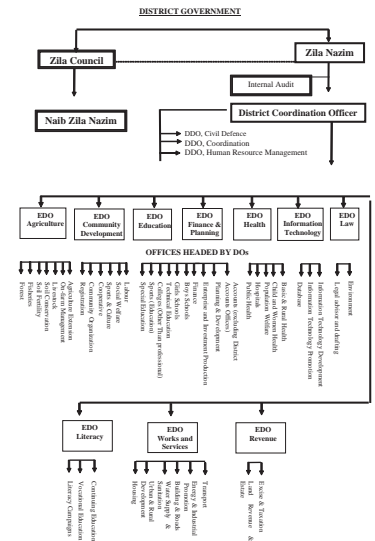 DISTRICT GOVERNMENT
Zila Council
Zila Nazim
Internal Audit
Naib Zila Nazim
District Coordination Officer
DDO, Civil Defence
DDO, Coordination
DDO, Human Resource Management
EDO
Agriculture
EDO
Community
Development
EDO
Education
EDO
Finance &
Planning
EDO
Health
EDO
Information
Technology
EDO
Law
OFFICES HEADED BY DOs
Forest
Fisheries
Soil Fertility
Soil Conservation
Livestock
On-farm Management
Agriculture Extension
Registration
Community Organization
Cooperative
Sports & Culture
Social Welfare
Labour
Special Education
Sports (Education)
Colleges (Other Than professional)
Technical Education
Girls Schools
Boys Schools
Finance
Enterprise and Investment Production
Planning & Development
Accounts (excluding District
Accounts Offices)
Public Health
Hospitals
Population Welfare
Child and Women Health
Basic & Rural Health
Database
Information Technology Promotion
Information Technology Development
Legal advisor and drafting
Environment
EDO
Literacy
EDO
Works and
Services
EDO
Revenue
Literacy Campaigns
Vocational Education
Continuing Education
Housing
Urban & Rural
Development
Water Supply &
Sanitation
Building & Roads
Energy & Industrial
Promotion
Transport
Land Revenue &
Estate
Excise & Taxation